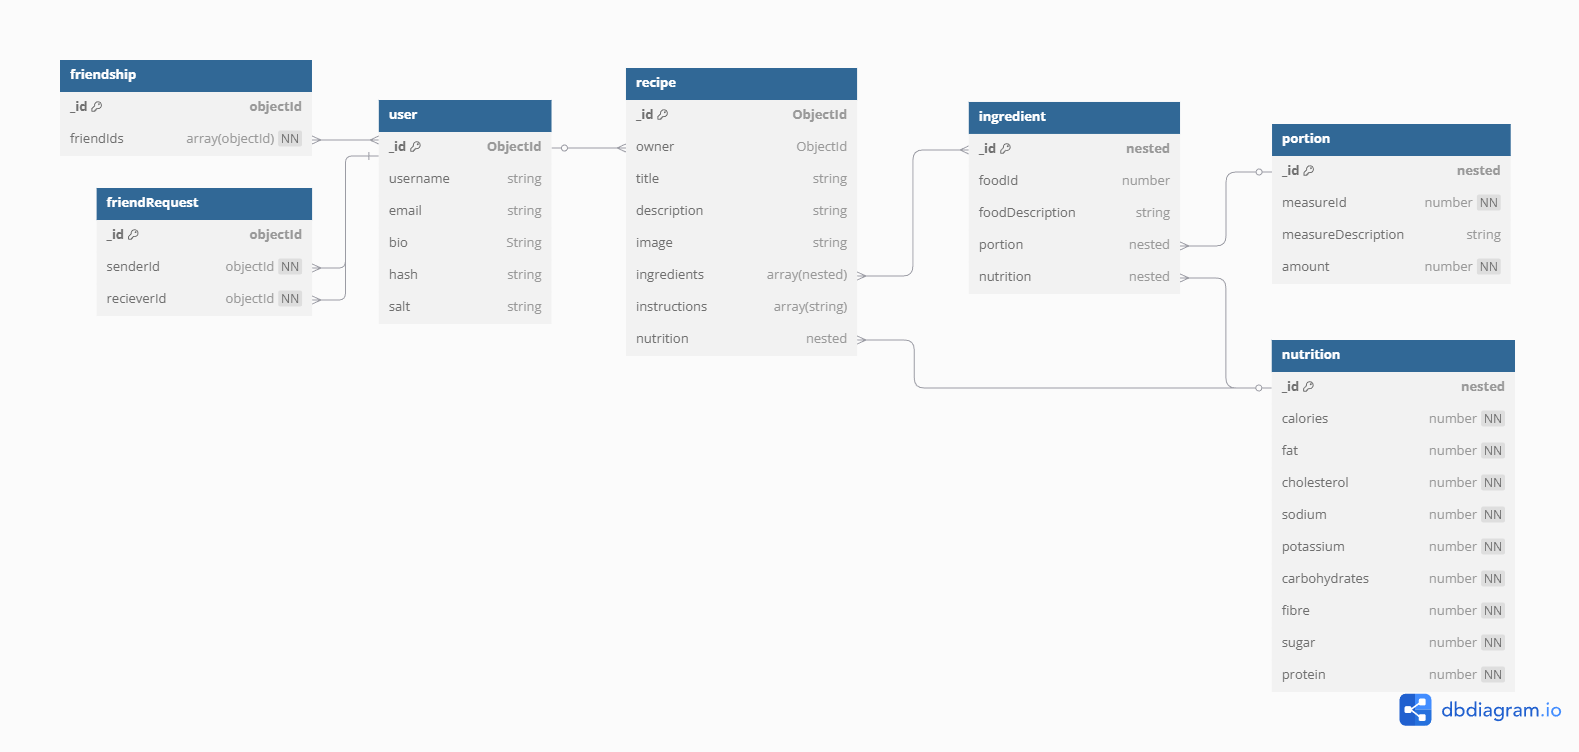 friendship
_id objectId
friendIds array(objectId) NN
friendRequest
_id objectId
senderId objectId NN
recieverId objectId NN
user
_id ObjectId
username string
email string
bio String
hash string
salt string
recipe
_id ObjectId
owner ObjectId
title string
description string
image string
ingredients array(nested)
instructions array(string)
nutrition nested
ingredient
_id nested
foodId number
foodDescription string
portion nested
nutrition nested
portion
_id nested
measureId number NN
measureDescription string
amount number NN
nutrition
_id nested
calories number NN
fat number NN
cholesterol number NN
sodium number NN
potassium number NN
carbohydrates number NN
fibre number NN
sugar number NN
protein number NN
dbdiagram.io